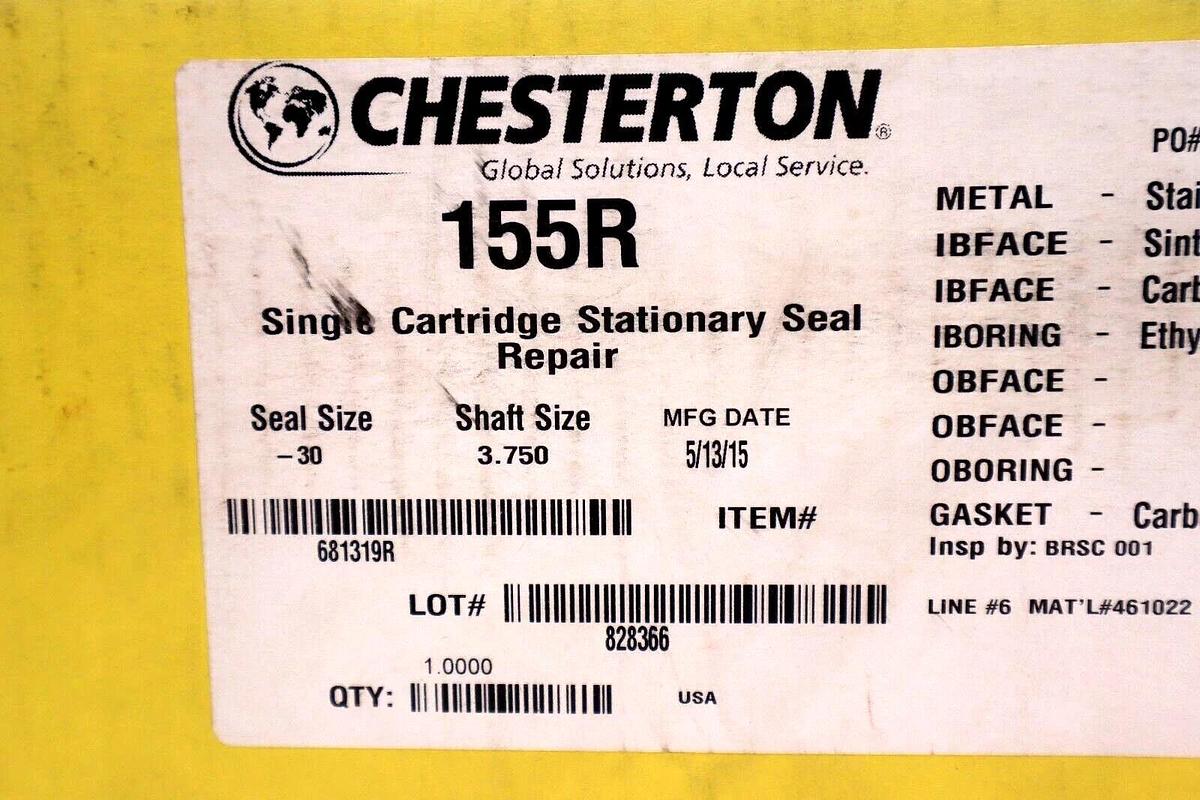 CHESTERTON®
Global Solutions, Local Service.
155R
Single Cartridge Stationary Seal
Repair
Seal Size Shaft Size MFG DATE
-30 3.750 5/13/15
681319R
ITEM#
LOT#
828366
1.0000
QTY:
USA
PO#
METAL - Stai
IBFACE - Sint
IBFACE - Carb
IBORING - Ethy
OBFACE -
OBFACE -
OBORING -
GASKET - Carb
Insp by: BRSC 001
LINE #6 MAT'L#461022